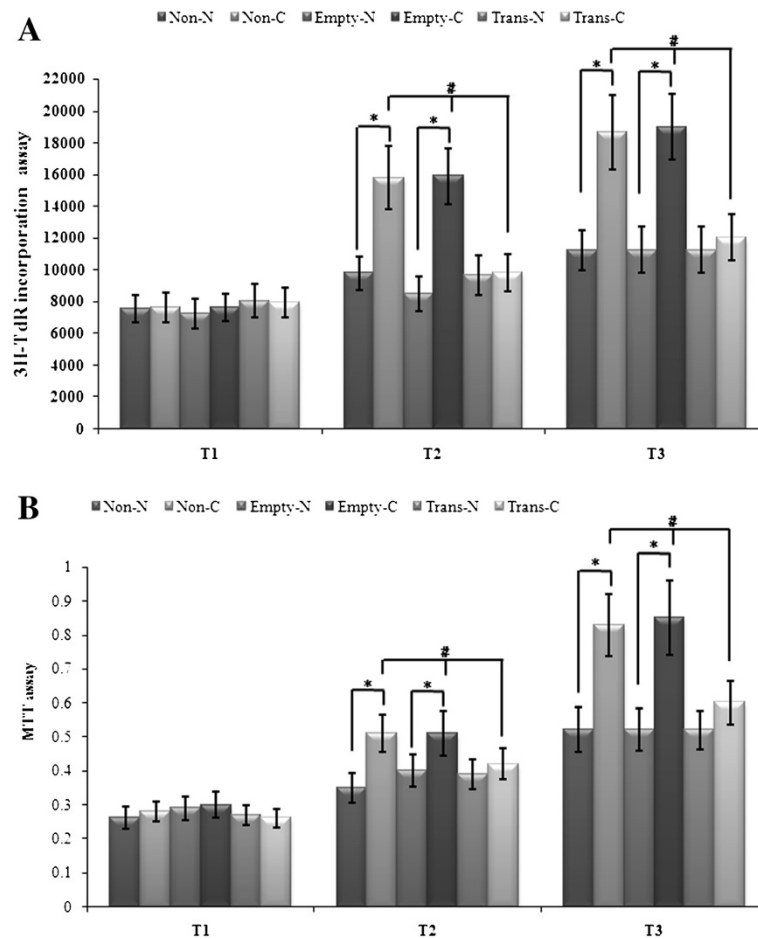 A
Non-N Non-C Empty-N Empty-C Trans-N Trans-C
3H-TdR incorporation assay
22000
20000
18000
16000
14000
12000
10000
8000
6000
4000
2000
0
* * #
* * #
T1 T2 T3
B
Non-N Non-C Empty-N Empty-C Trans-N Trans-C
MTT assay
1
0.9
0.8
0.7
0.6
0.5
0.4
0.3
0.2
0.1
0
* * #
* * #
T1 T2 T3